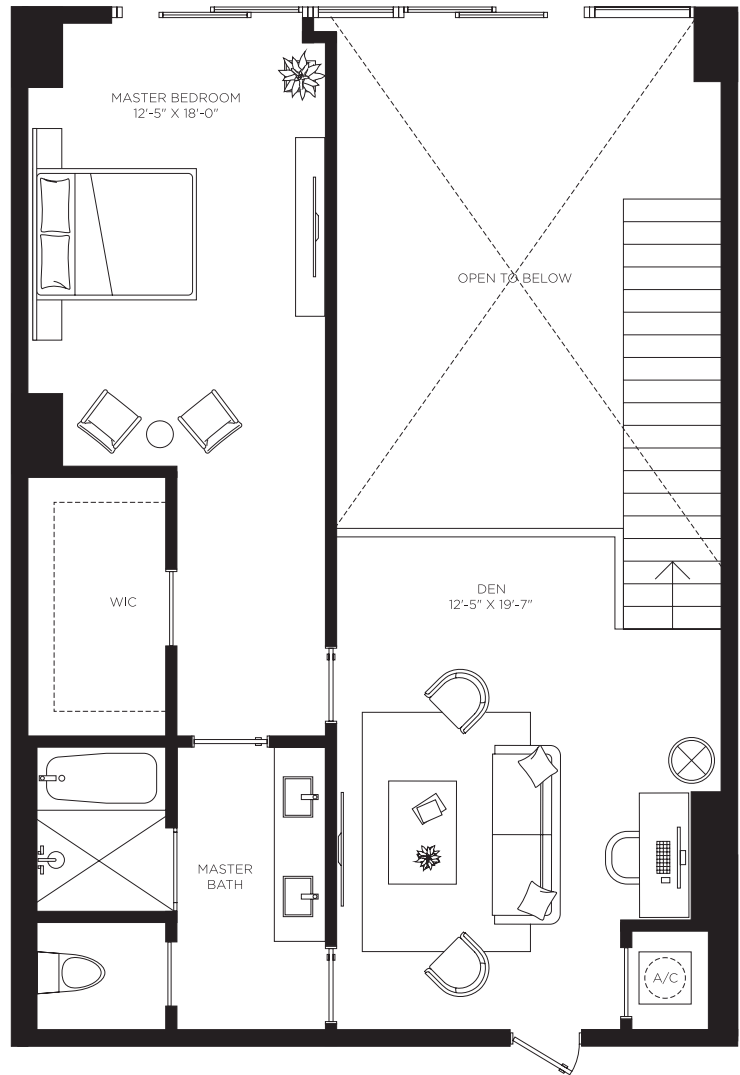 MASTER BEDROOM
12'-5" X 18'-0"
OPEN TO BELOW
DEN
12'-5" X 19'-7"
WIC
MASTER
BATH
A/C